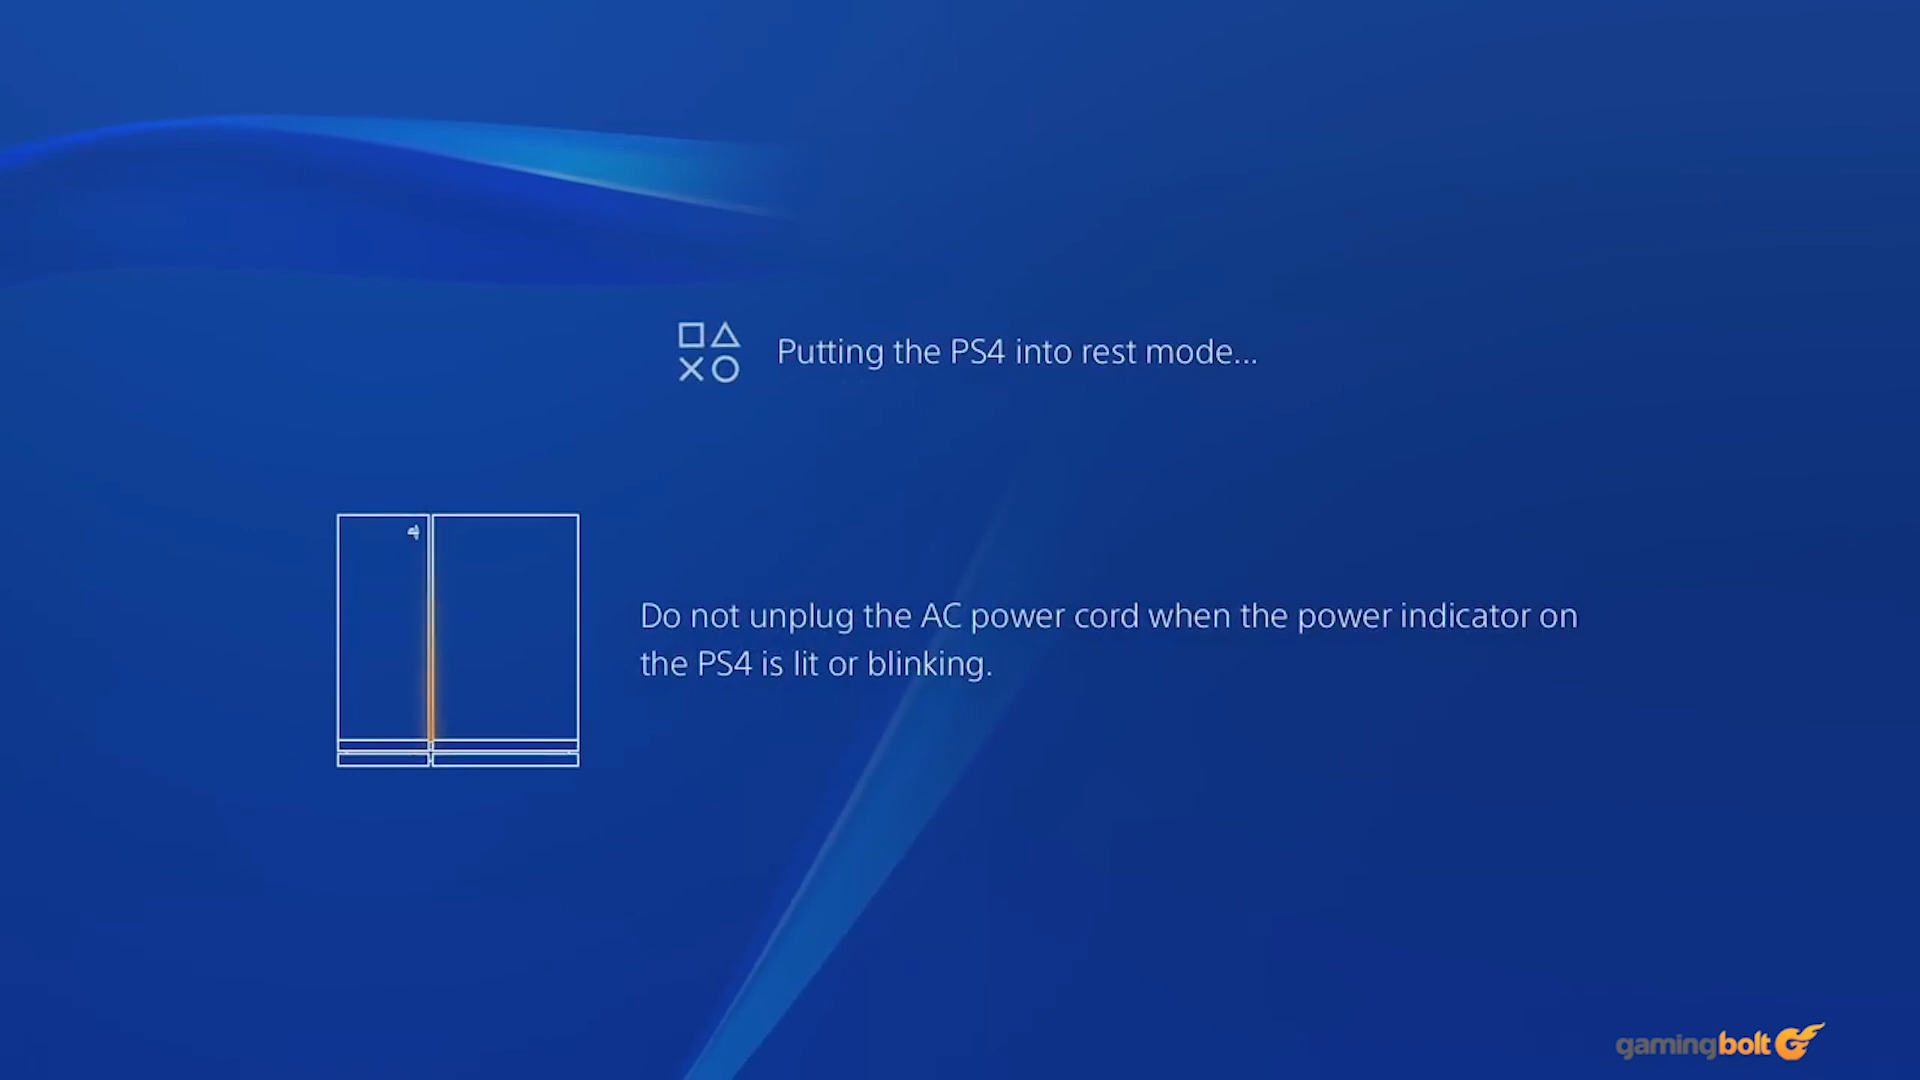 Putting the PS4 into rest mode...
Do not unplug the AC power cord when the power indicator on
the PS4 is lit or blinking.
gamingbolt